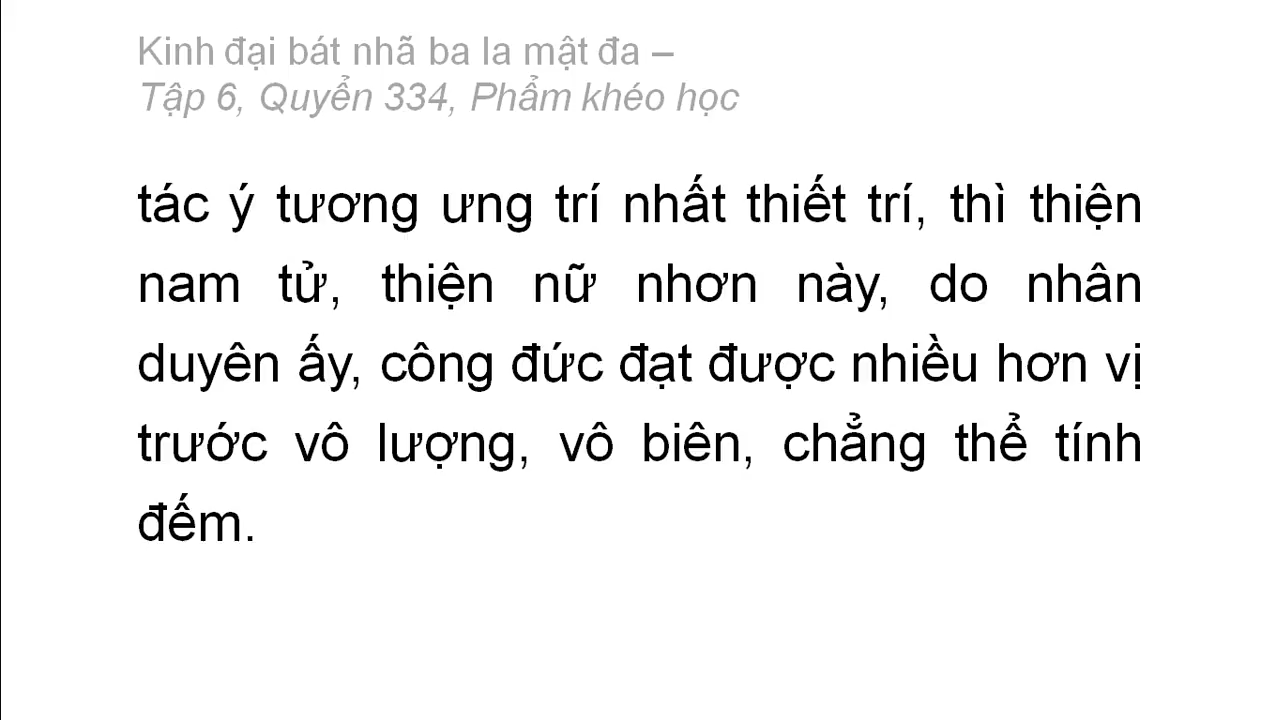 Kinh đại bát nhã ba la mật đa –
Tập 6, Quyển 334, Phẩm khéo học
tác ý tương ưng trí nhất thiết trí, thì thiện
nam tử, thiện nữ nhơn này, do nhân
duyên ấy, công đức đạt được nhiều hơn vị
trước vô lượng, vô biên, chẳng thể tính
đếm.